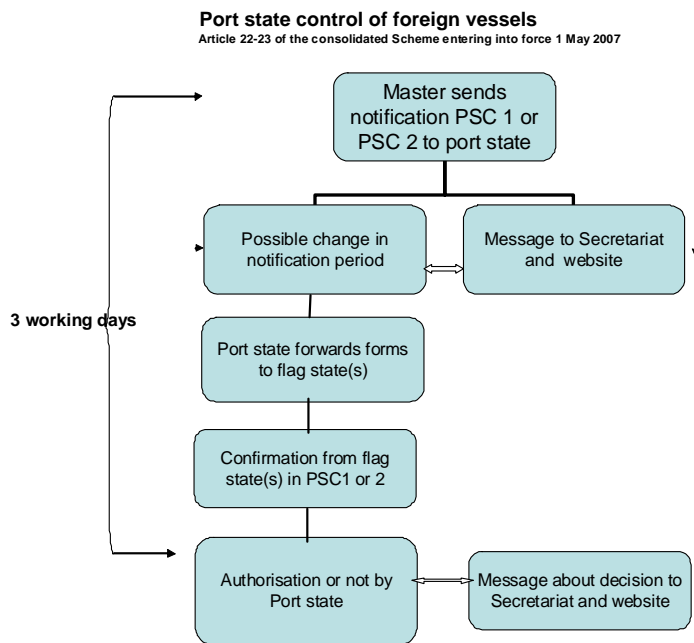 Port state control of foreign vessels
Article 22-23 of the consolidated Scheme entering into force 1 May 2007
Master sends
notification PSC 1 or
PSC 2 to port state
Possible change in
notification period
Message to Secretariat
and website
3 working days
Port state forwards forms
to flag state(s)
Confirmation from flag
state(s) in PSC1 or 2
Authorisation or not by
Port state
Message about decision to
Secretariat and website